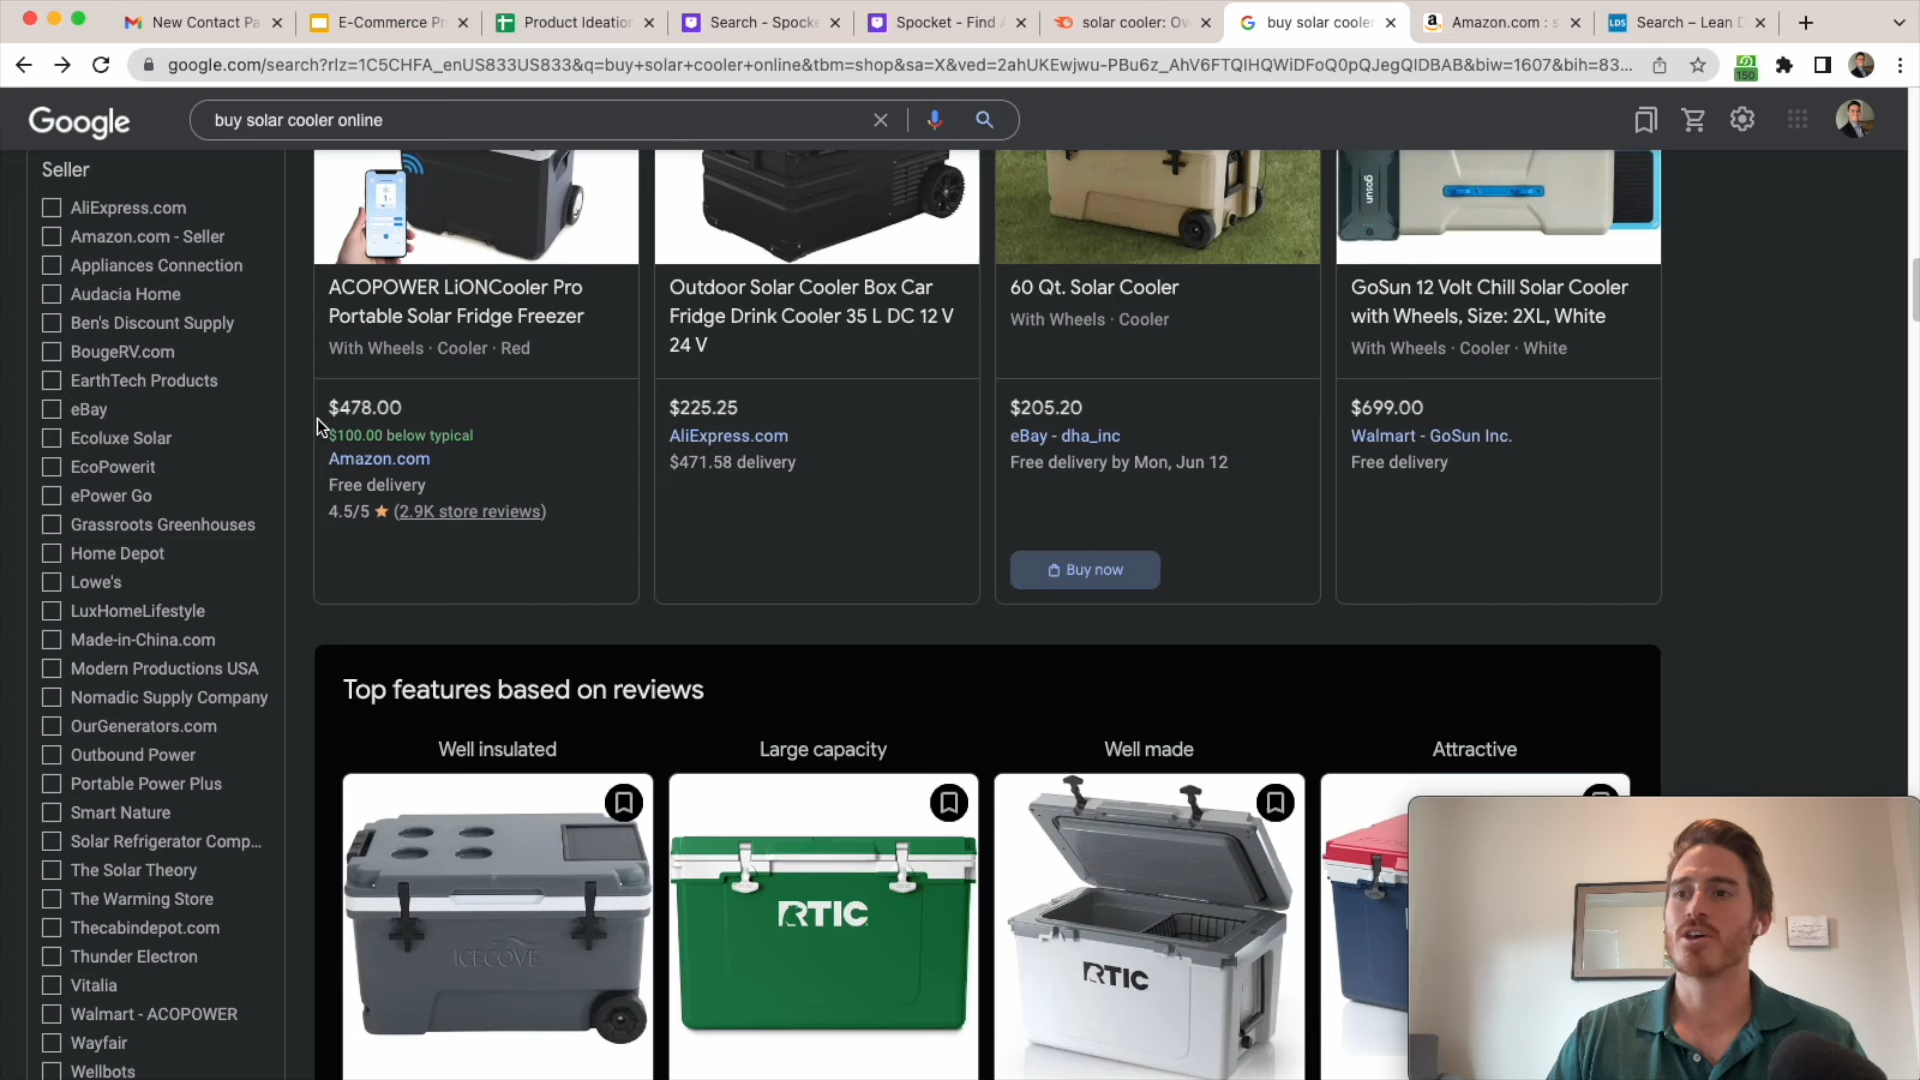 New Contact Pa
E-Commerce Pr
Product Ideation
Search - Spocke
Spocket - Find A
solar cooler: Ov
buy solar cooler
Amazon.com : s
LDS
Search – Lean D
google.com/search?rlz=1C5CHFA_enUS833US833&q=buy+solar+cooler+online&tbm=shop&sa=X&ved=2ahUKEwjwu-PBu6z_AhV6FTQIHQWiDFoQ0pQJegQIDBAB&biw=1607&bih=83...
150
Google
buy solar cooler online
Seller
AliExpress.com
Amazon.com - Seller
Appliances Connection
Audacia Home
Ben's Discount Supply
BougeRV.com
EarthTech Products
eBay
Ecoluxe Solar
EcoPowerit
ePower Go
Grassroots Greenhouses
Home Depot
Lowe's
LuxHomeLifestyle
Made-in-China.com
Modern Productions USA
Nomadic Supply Company
OurGenerators.com
Outbound Power
Portable Power Plus
Smart Nature
Solar Refrigerator Comp...
The Solar Theory
The Warming Store
Thecabindepot.com
Thunder Electron
Vitalia
Walmart - ACOPOWER
Wayfair
Wellbots
gosun
ACOPOWER LiONCooler Pro
Portable Solar Fridge Freezer
With Wheels · Cooler · Red
$478.00
$100.00 below typical
Amazon.com
Free delivery
4.5/5 ★ (2.9K store reviews)
Outdoor Solar Cooler Box Car
Fridge Drink Cooler 35 L DC 12 V
24 V
$225.25
AliExpress.com
$471.58 delivery
60 Qt. Solar Cooler
With Wheels · Cooler
$205.20
eBay - dha_inc
Free delivery by Mon, Jun 12
Buy now
GoSun 12 Volt Chill Solar Cooler
with Wheels, Size: 2XL, White
With Wheels · Cooler · White
$699.00
Walmart - GoSun Inc.
Free delivery
Top features based on reviews
Well insulated
Large capacity
Well made
Attractive
ICECOVE
RTIC
RTIC